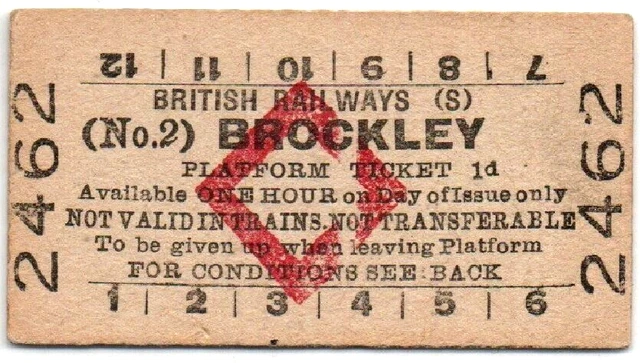 12 | 11 | 10 | 9 | 8 | 7
BRITISH RAILWAYS (S)
(No.2) BROCKLEY
PLATFORM TICKET 1d
Available ONE HOUR on Day of Issue only
NOT VALID IN TRAINS. NOT TRANSFERABLE
To be given up when leaving Platform
FOR CONDITIONS SEE BACK
1 | 2 | 3 | 4 | 5 | 6
2462
2462